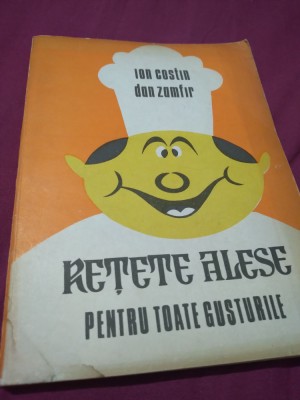 ion costin
dan zamfir
REȚETE ALESE
PENTRU TOATE GUSTURILE